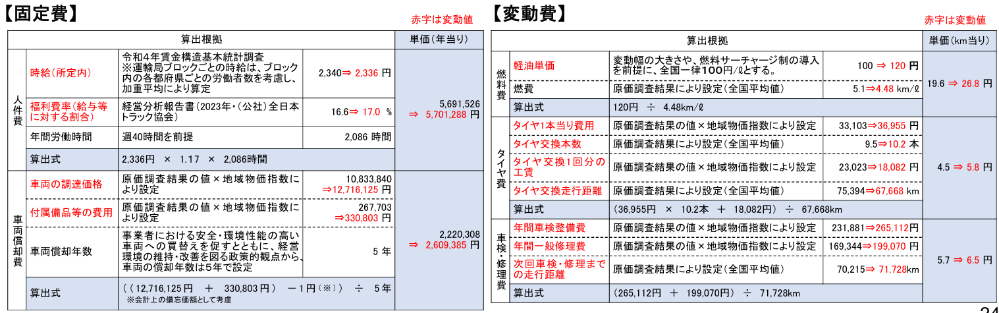 【固定費】
赤字は変動値
算出根拠
単価（年当り）
人件費
時給（所定内）
令和4年賃金構造基本統計調査
※運輸局ブロックごとの時給は、ブロック
内の各都府県ごとの労働者数を考慮し、
加重平均により算定
2,340⇒ 2,336 円
福利費率（給与等
に対する割合）
経営分析報告書（2023年・（公社）全日本
トラック協会）
16.6⇒ 17.0 %
年間労働時間
週40時間を前提
2,086 時間
算出式
2,336円 × 1.17 × 2,086時間
5,691,526
⇒ 5,701,288 円
車両償却費
車両の調達価格
原価調査結果の値×地域物価指数に
より設定
10,833,840
⇒12,716,125 円
付属備品等の費用
原価調査結果の値×地域物価指数に
より設定
267,703
⇒330,803 円
車両償却年数
事業者における安全・環境性能の高い
車両への買替えを促すとともに、経営
環境の維持・改善を図る政策的観点から、
車両の償却年数は5年で設定
5 年
算出式
（（12,716,125円 ＋ 330,803円） －1円（※）） ÷ 5年
※会計上の備忘価額として考慮
2,220,308
⇒ 2,609,385 円
【変動費】
赤字は変動値
算出根拠
単価（km当り）
燃料費
軽油単価
変動幅の大きさや、燃料サーチャージ制の導入
を前提に、全国一律100円/ℓとする。
100 ⇒ 120 円
燃費
原価調査結果により設定（全国平均値）
5.1⇒4.48 km/ℓ
算出式
120円 ÷ 4.48km/ℓ
19.6 ⇒ 26.8 円
タイヤ費
タイヤ1本当り費用
原価調査結果の値×地域物価指数により設定
33,103⇒36,955 円
タイヤ交換本数
原価調査結果により設定（全国平均値）
9.5⇒10.2 本
タイヤ交換1回分の
工賃
原価調査結果の値×地域物価指数により設定
23,023⇒18,082 円
タイヤ交換走行距離
原価調査結果により設定（全国平均値）
75,394⇒67,668 km
算出式
（36,955円 × 10.2本 ＋ 18,082円） ÷ 67,668km
4.5 ⇒ 5.8 円
車検・修理費
年間車検整備費
原価調査結果の値×地域物価指数により設定
231,881⇒265,112円
年間一般修理費
原価調査結果の値×地域物価指数により設定
169,344⇒199,070 円
次回車検・修理まで
の走行距離
原価調査結果により設定（全国平均値）
70,215⇒ 71,728km
算出式
（265,112円 ＋ 199,070円） ÷ 71,728km
5.7 ⇒ 6.5 円